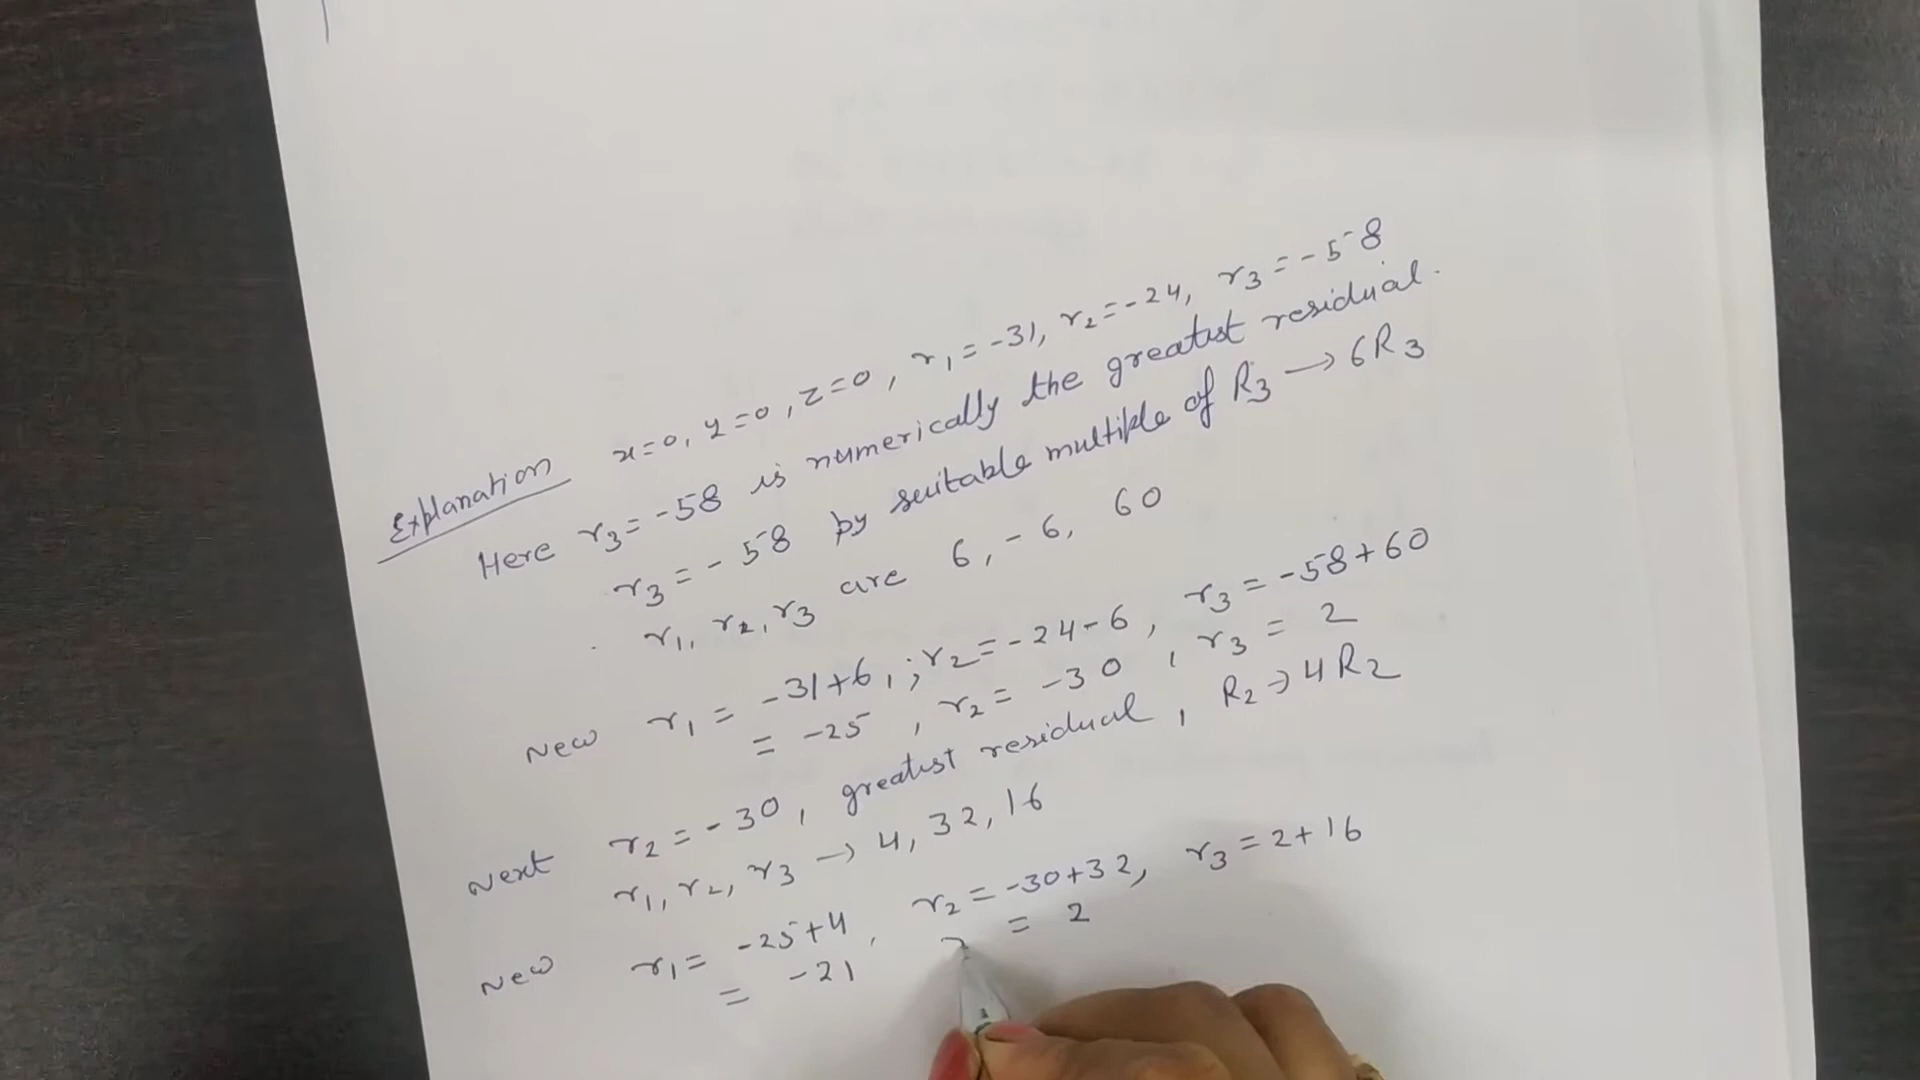 Explanation x=0, y=0, z=0, r1=-31, r2=-24, r3=-58
Here r3=-58 is numerically the greatest residual.
r3=-58 by suitable multiple of R3→6R3
r1, r2, r3 are 6, -6, 60
New r1 = -31+6, ; r2=-24-6, r3=-58+60
= -25, r2= -30, r3= 2
Next r2=-30, greatest residual, R2→4R2
r1, r2, r3 → 4, 32, 16
New r1= -25+4, r2=-30+32, r3=2+16
= -21 r = 2